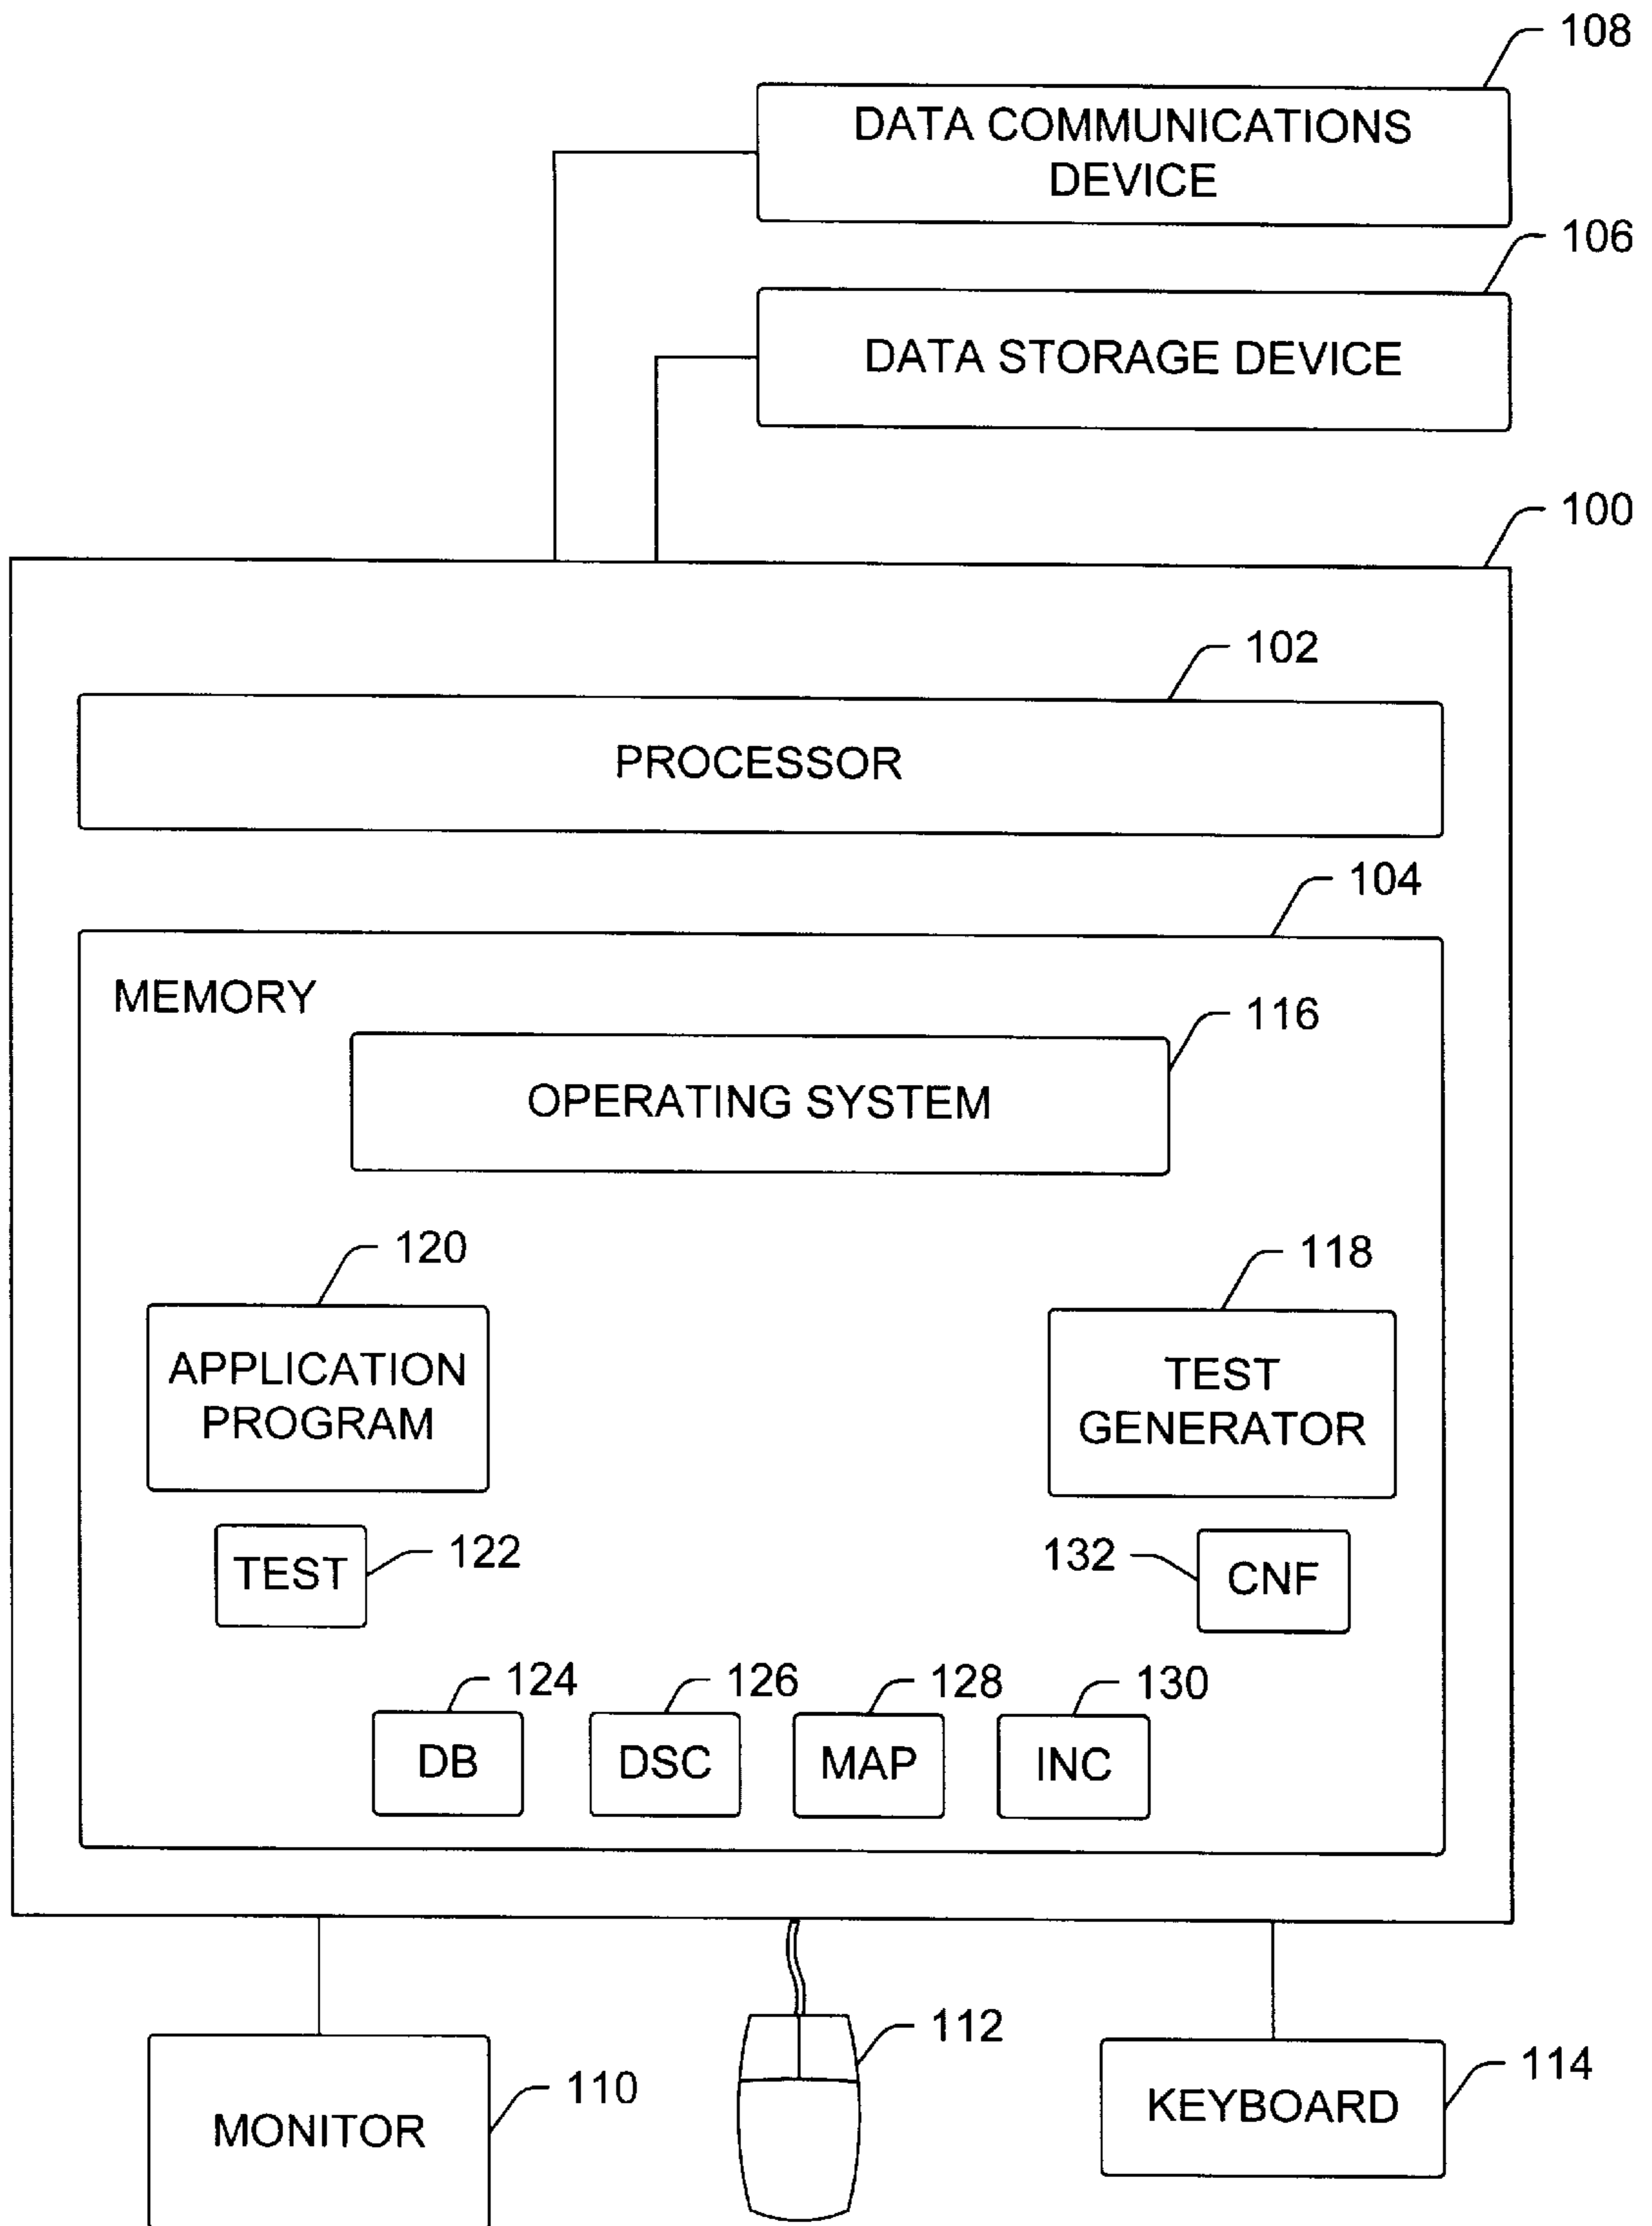 108
DATA COMMUNICATIONS
DEVICE
106
DATA STORAGE DEVICE
100
102
PROCESSOR
104
MEMORY
116
OPERATING SYSTEM
120
118
APPLICATION
PROGRAM
TEST
GENERATOR
TEST
122
132
CNF
124
126
128
130
DB
DSC
MAP
INC
112
110
114
MONITOR
KEYBOARD